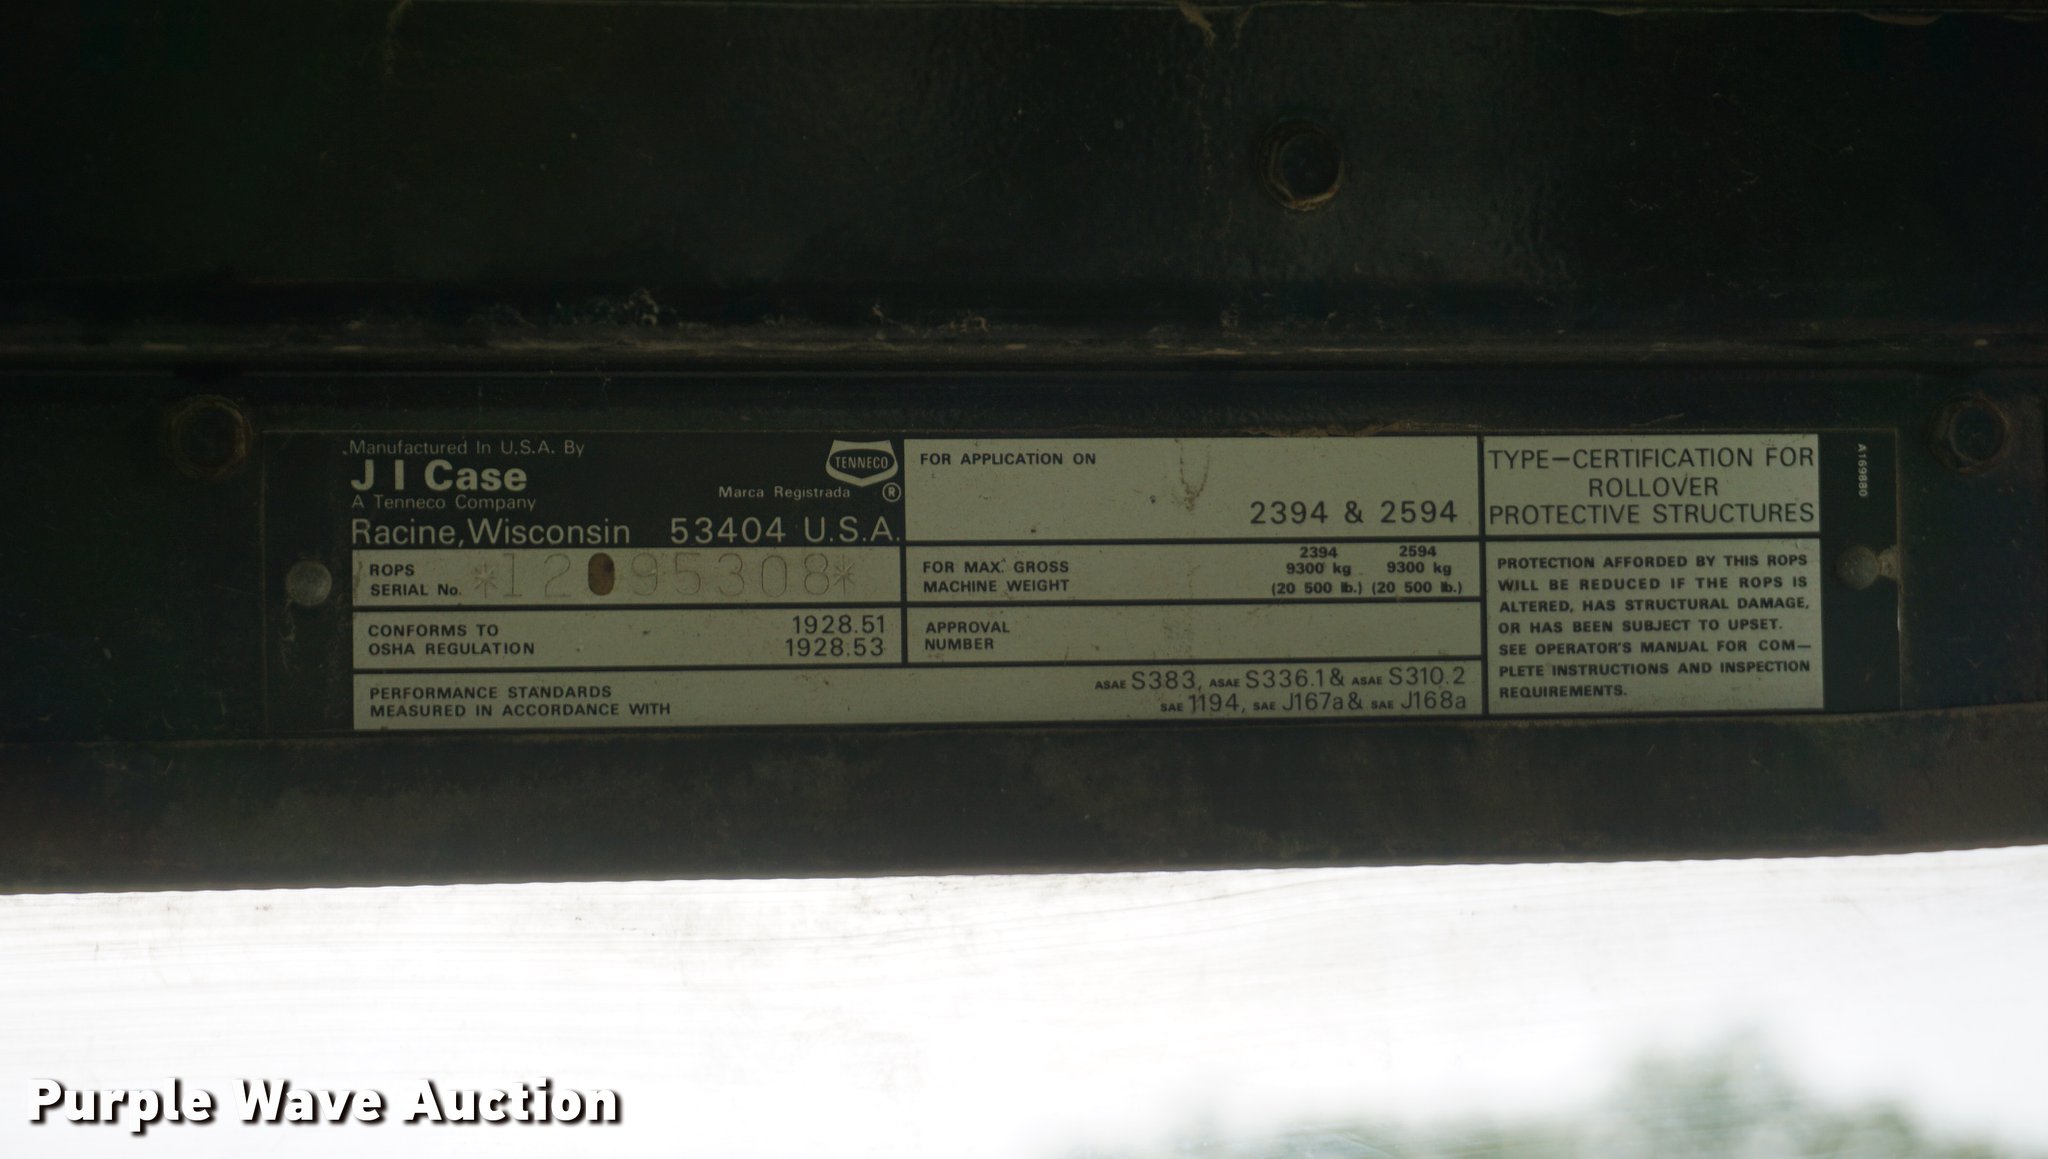 Manufactured In U.S.A. By
J I Case
A Tenneco Company
TENNECO
Marca Registrada ®
Racine, Wisconsin 53404 U.S.A.
ROPS
SERIAL No. *12095308*
CONFORMS TO 1928.51
OSHA REGULATION 1928.53
PERFORMANCE STANDARDS
MEASURED IN ACCORDANCE WITH
ASAE S383, ASAE S336.1 & ASAE S310.2
SAE 1194, SAE J167a & SAE J168a
FOR APPLICATION ON
2394 & 2594
FOR MAX. GROSS
MACHINE WEIGHT
2394 2594
9300 kg 9300 kg
(20 500 lb.) (20 500 lb.)
APPROVAL
NUMBER
TYPE-CERTIFICATION FOR
ROLLOVER
PROTECTIVE STRUCTURES
PROTECTION AFFORDED BY THIS ROPS
WILL BE REDUCED IF THE ROPS IS
ALTERED, HAS STRUCTURAL DAMAGE,
OR HAS BEEN SUBJECT TO UPSET.
SEE OPERATOR'S MANUAL FOR COM-
PLETE INSTRUCTIONS AND INSPECTION
REQUIREMENTS.
A169880
Purple Wave Auction